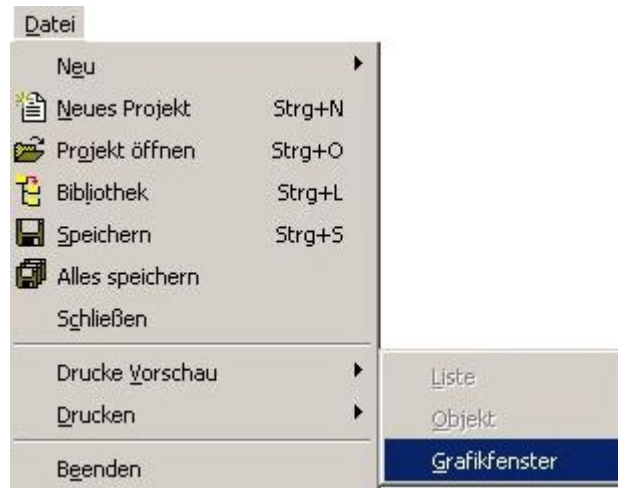 Datei
Neu
Neues Projekt Strg+N
Projekt öffnen Strg+O
Bibliothek Strg+L
Speichern Strg+S
Alles speichern
Schließen
Drucke Vorschau
Liste
Drucken
Objekt
Beenden
Grafikfenster